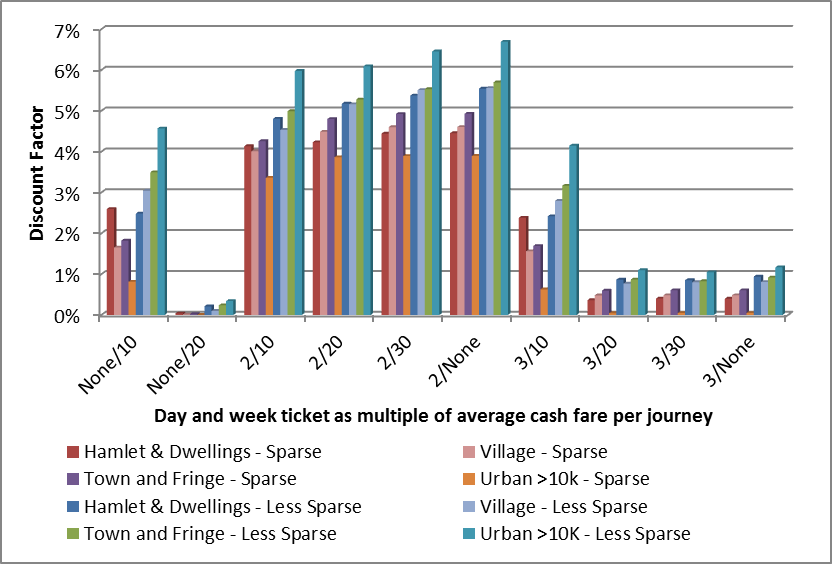 7%
6%
5%
4%
3%
2%
1%
0%
Discount Factor
None/10
None/20
2/10
2/20
2/30
2/None
3/10
3/20
3/30
3/None
Day and week ticket as multiple of average cash fare per journey
Hamlet & Dwellings - Sparse
Village - Sparse
Town and Fringe - Sparse
Urban >10k - Sparse
Hamlet & Dwellings - Less Sparse
Village - Less Sparse
Town and Fringe - Less Sparse
Urban >10K - Less Sparse